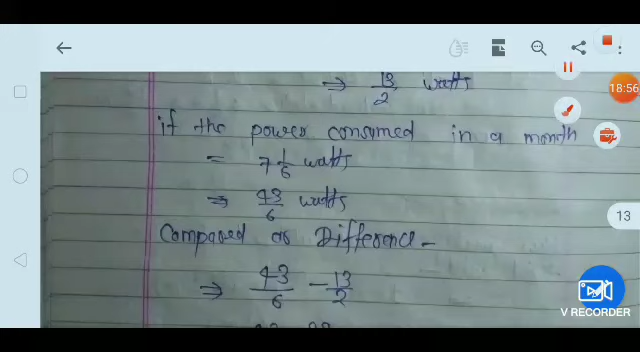 ⇒ 13/2 watts
18:56
if the power consumed in a month
= 7 1/6 watts
⇒ 43/6 watts
13
Compared as Difference -
⇒ 43/6 - 13/2
V RECORDER